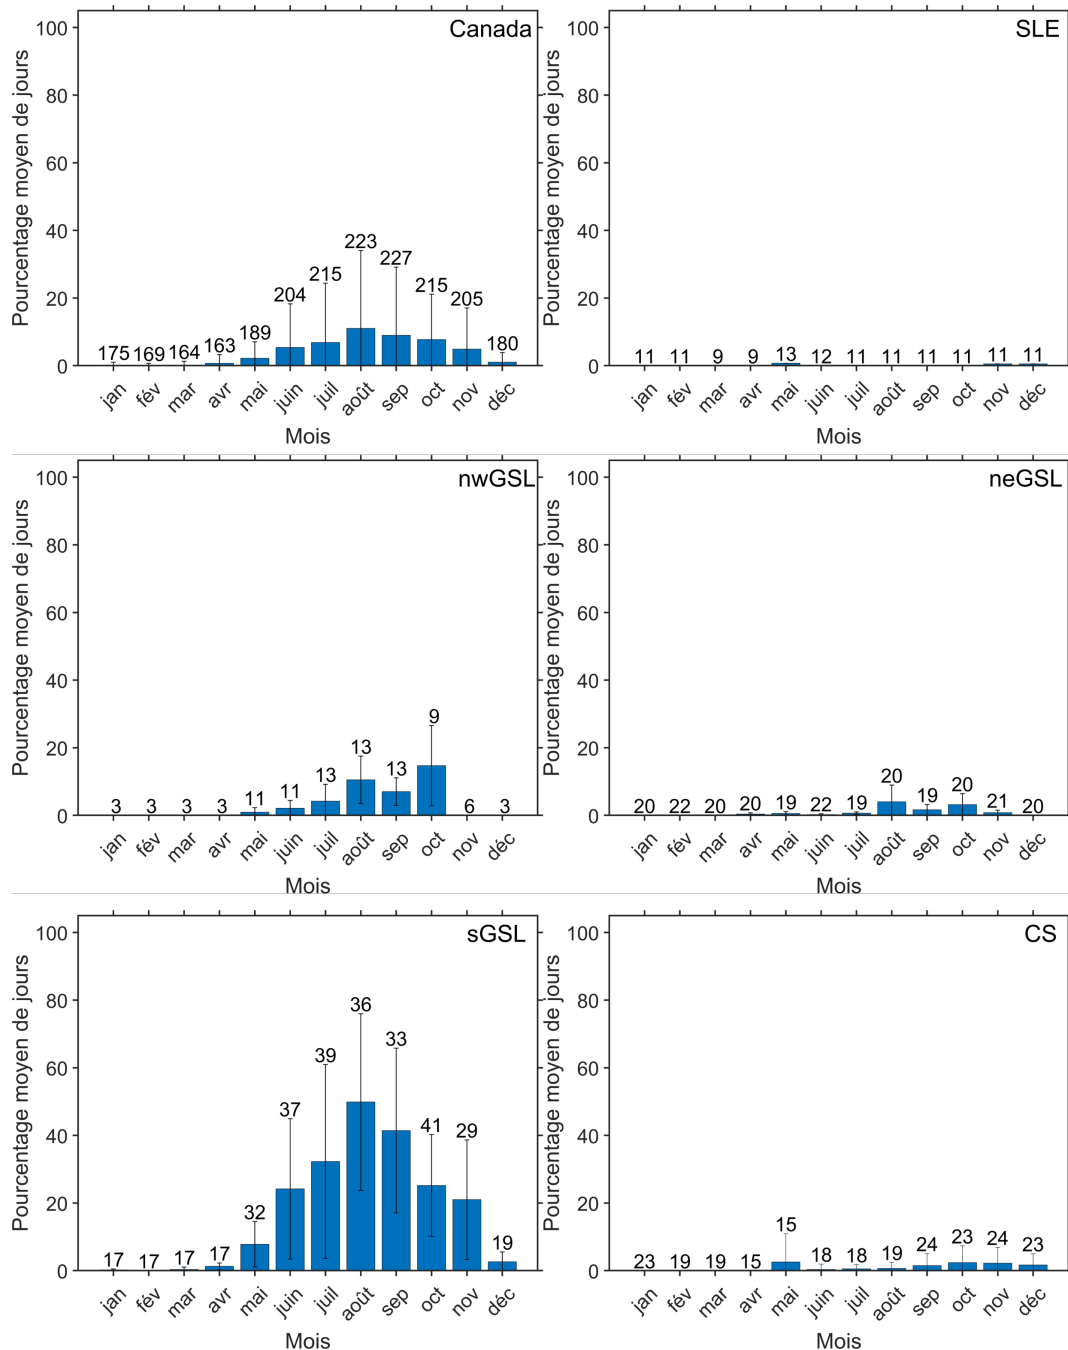 Canada
Pourcentage moyen de jours
100
80
60
40
20
0
175 169 164 163 189 204 215 223 227 215 205 180
jan fév mar avr mai juin juil août sep oct nov déc
Mois
SLE
Pourcentage moyen de jours
100
80
60
40
20
0
11 11 9 9 13 12 11 11 11 11 11 11
jan fév mar avr mai juin juil août sep oct nov déc
Mois
nwGSL
Pourcentage moyen de jours
100
80
60
40
20
0
3 3 3 3 11 11 13 13 13 9 6 3
jan fév mar avr mai juin juil août sep oct nov déc
Mois
neGSL
Pourcentage moyen de jours
100
80
60
40
20
0
20 22 20 20 19 22 19 20 19 20 21 20
jan fév mar avr mai juin juil août sep oct nov déc
Mois
sGSL
Pourcentage moyen de jours
100
80
60
40
20
0
17 17 17 17 32 37 39 36 33 41 29 19
jan fév mar avr mai juin juil août sep oct nov déc
Mois
CS
Pourcentage moyen de jours
100
80
60
40
20
0
23 19 19 15 15 18 18 19 24 23 24 23
jan fév mar avr mai juin juil août sep oct nov déc
Mois